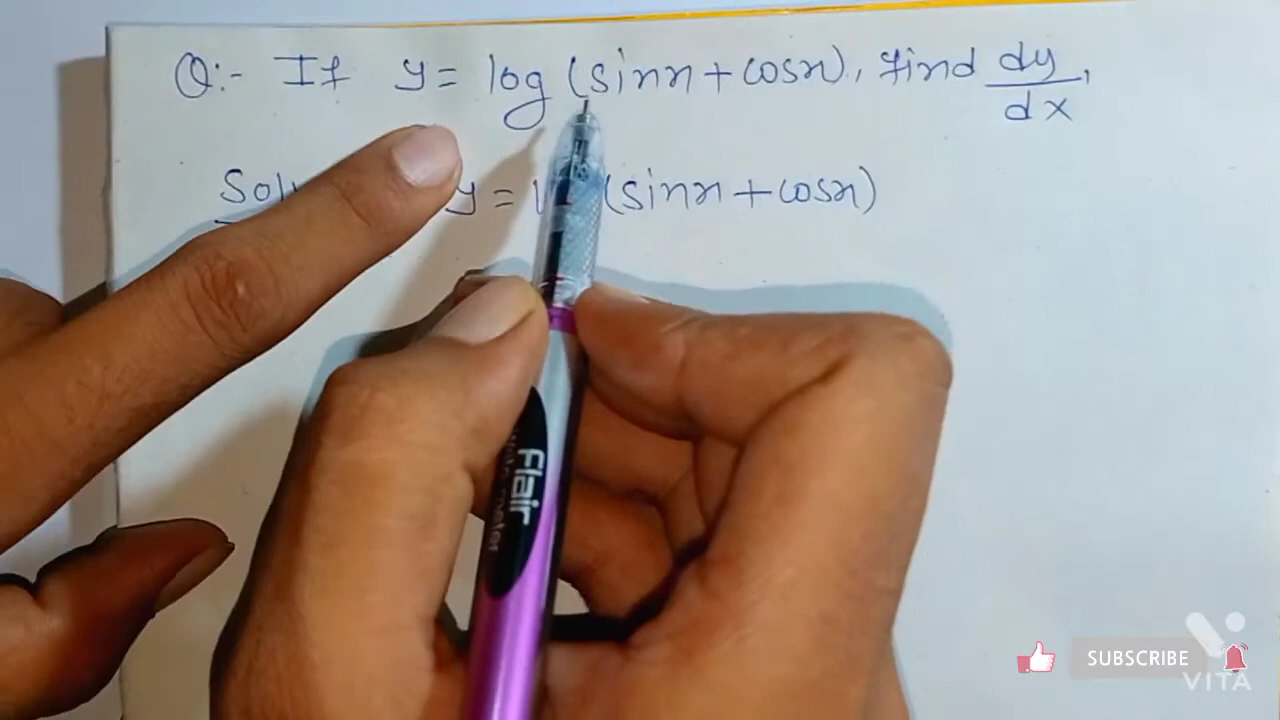 Q:- If y = log (sinx + cosx), find dy/dx,
y = (sinx + cosx)
Flair
SUBSCRIBE
VITA